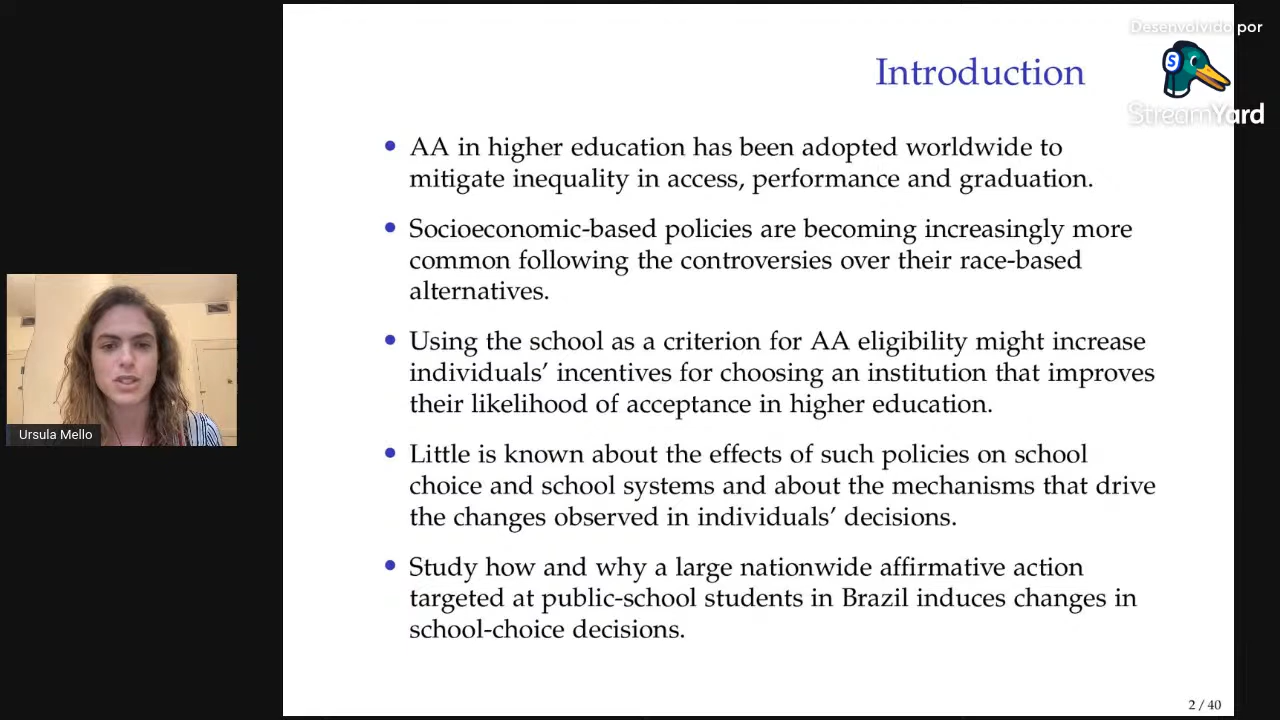 Desenvolvido por
S
StreamYard
Introduction
• AA in higher education has been adopted worldwide to
mitigate inequality in access, performance and graduation.
• Socioeconomic-based policies are becoming increasingly more
common following the controversies over their race-based
alternatives.
• Using the school as a criterion for AA eligibility might increase
individuals' incentives for choosing an institution that improves
their likelihood of acceptance in higher education.
• Little is known about the effects of such policies on school
choice and school systems and about the mechanisms that drive
the changes observed in individuals' decisions.
• Study how and why a large nationwide affirmative action
targeted at public-school students in Brazil induces changes in
school-choice decisions.
Ursula Mello
2 / 40